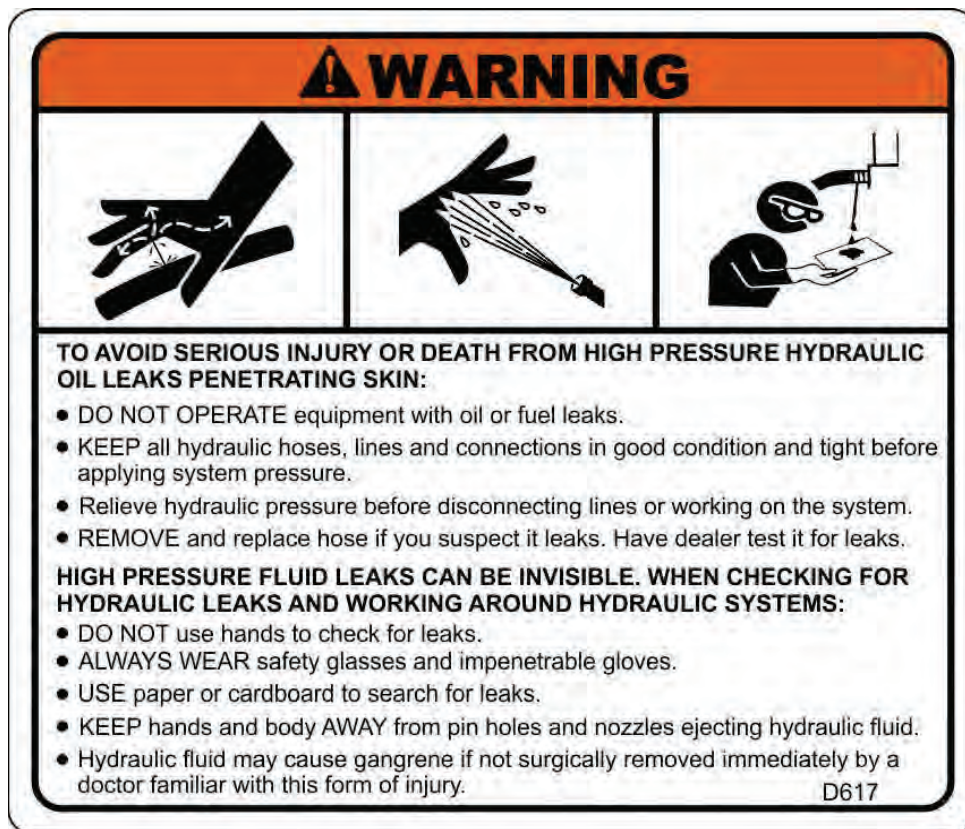 WARNING
TO AVOID SERIOUS INJURY OR DEATH FROM HIGH PRESSURE HYDRAULIC
OIL LEAKS PENETRATING SKIN:
• DO NOT OPERATE equipment with oil or fuel leaks.
• KEEP all hydraulic hoses, lines and connections in good condition and tight before
applying system pressure.
• Relieve hydraulic pressure before disconnecting lines or working on the system.
• REMOVE and replace hose if you suspect it leaks. Have dealer test it for leaks.
HIGH PRESSURE FLUID LEAKS CAN BE INVISIBLE. WHEN CHECKING FOR
HYDRAULIC LEAKS AND WORKING AROUND HYDRAULIC SYSTEMS:
• DO NOT use hands to check for leaks.
• ALWAYS WEAR safety glasses and impenetrable gloves.
• USE paper or cardboard to search for leaks.
• KEEP hands and body AWAY from pin holes and nozzles ejecting hydraulic fluid.
• Hydraulic fluid may cause gangrene if not surgically removed immediately by a
doctor familiar with this form of injury.
D617